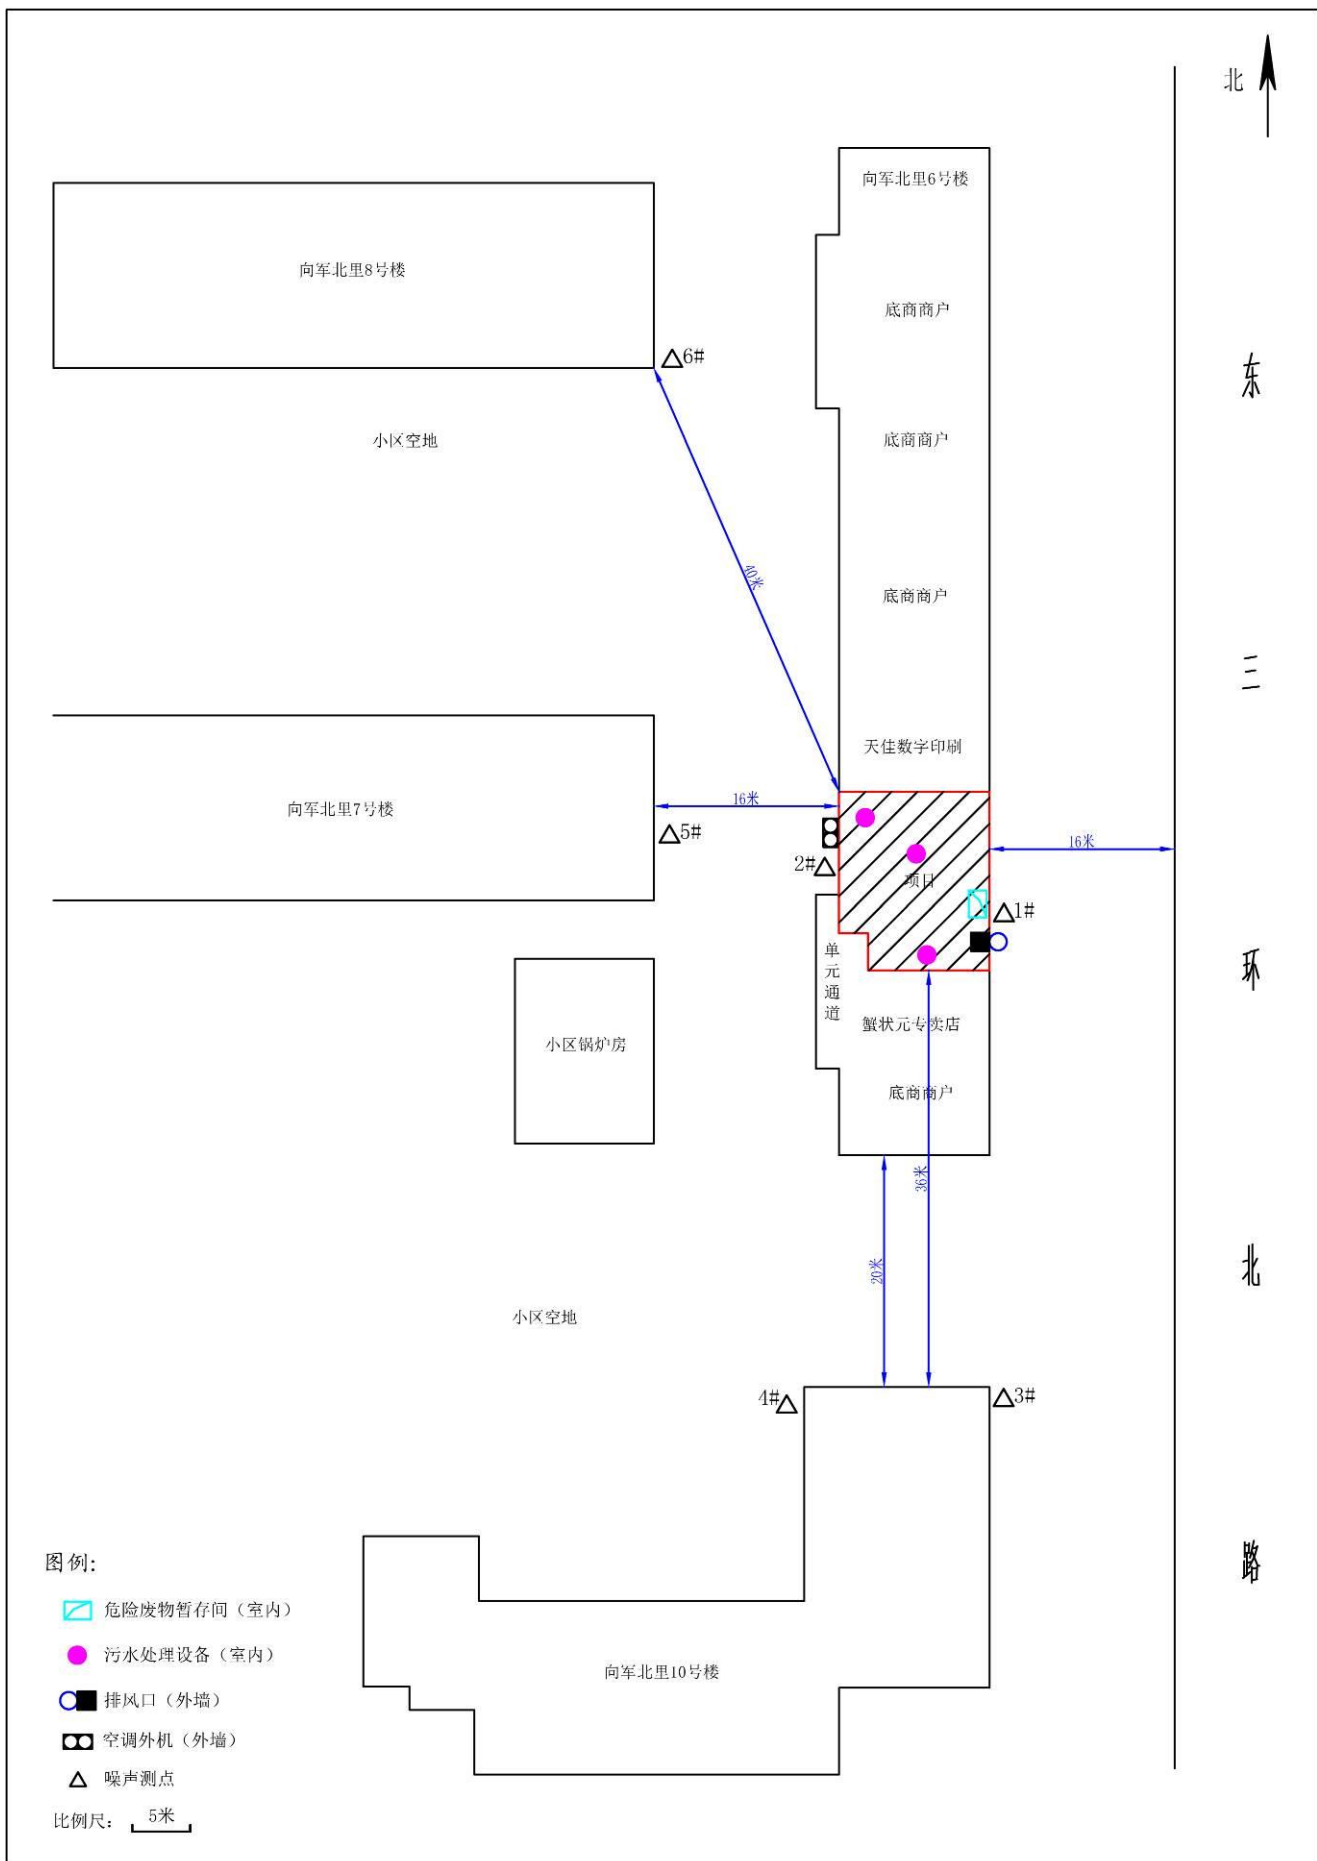 北
向军北里6号楼
向军北里8号楼
底商商户
6#
东
小区空地
底商商户
40米
底商商户
三
天佳数字印刷
16米
向军北里7号楼
5#
2#
16米
项目
1#
单元通道
环
蟹状元专卖店
小区锅炉房
底商商户
36米
20米
北
小区空地
4#
3#
路
图例:
危险废物暂存间（室内）
污水处理设备（室内）
向军北里10号楼
排风口（外墙）
空调外机（外墙）
噪声测点
比例尺: 5米